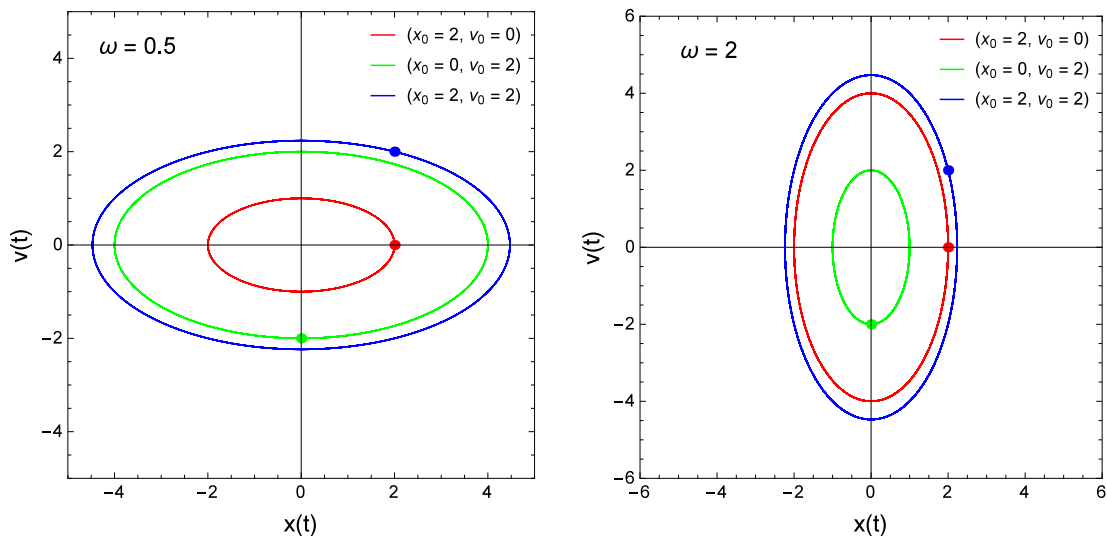 ω = 0.5
(x₀ = 2, v₀ = 0)
(x₀ = 0, v₀ = 2)
(x₀ = 2, v₀ = 2)
v(t)
4
2
0
−2
−4
−4 −2 0 2 4
x(t)
ω = 2
(x₀ = 2, v₀ = 0)
(x₀ = 0, v₀ = 2)
(x₀ = 2, v₀ = 2)
v(t)
6
4
2
0
−2
−4
−6
−6 −4 −2 0 2 4 6
x(t)